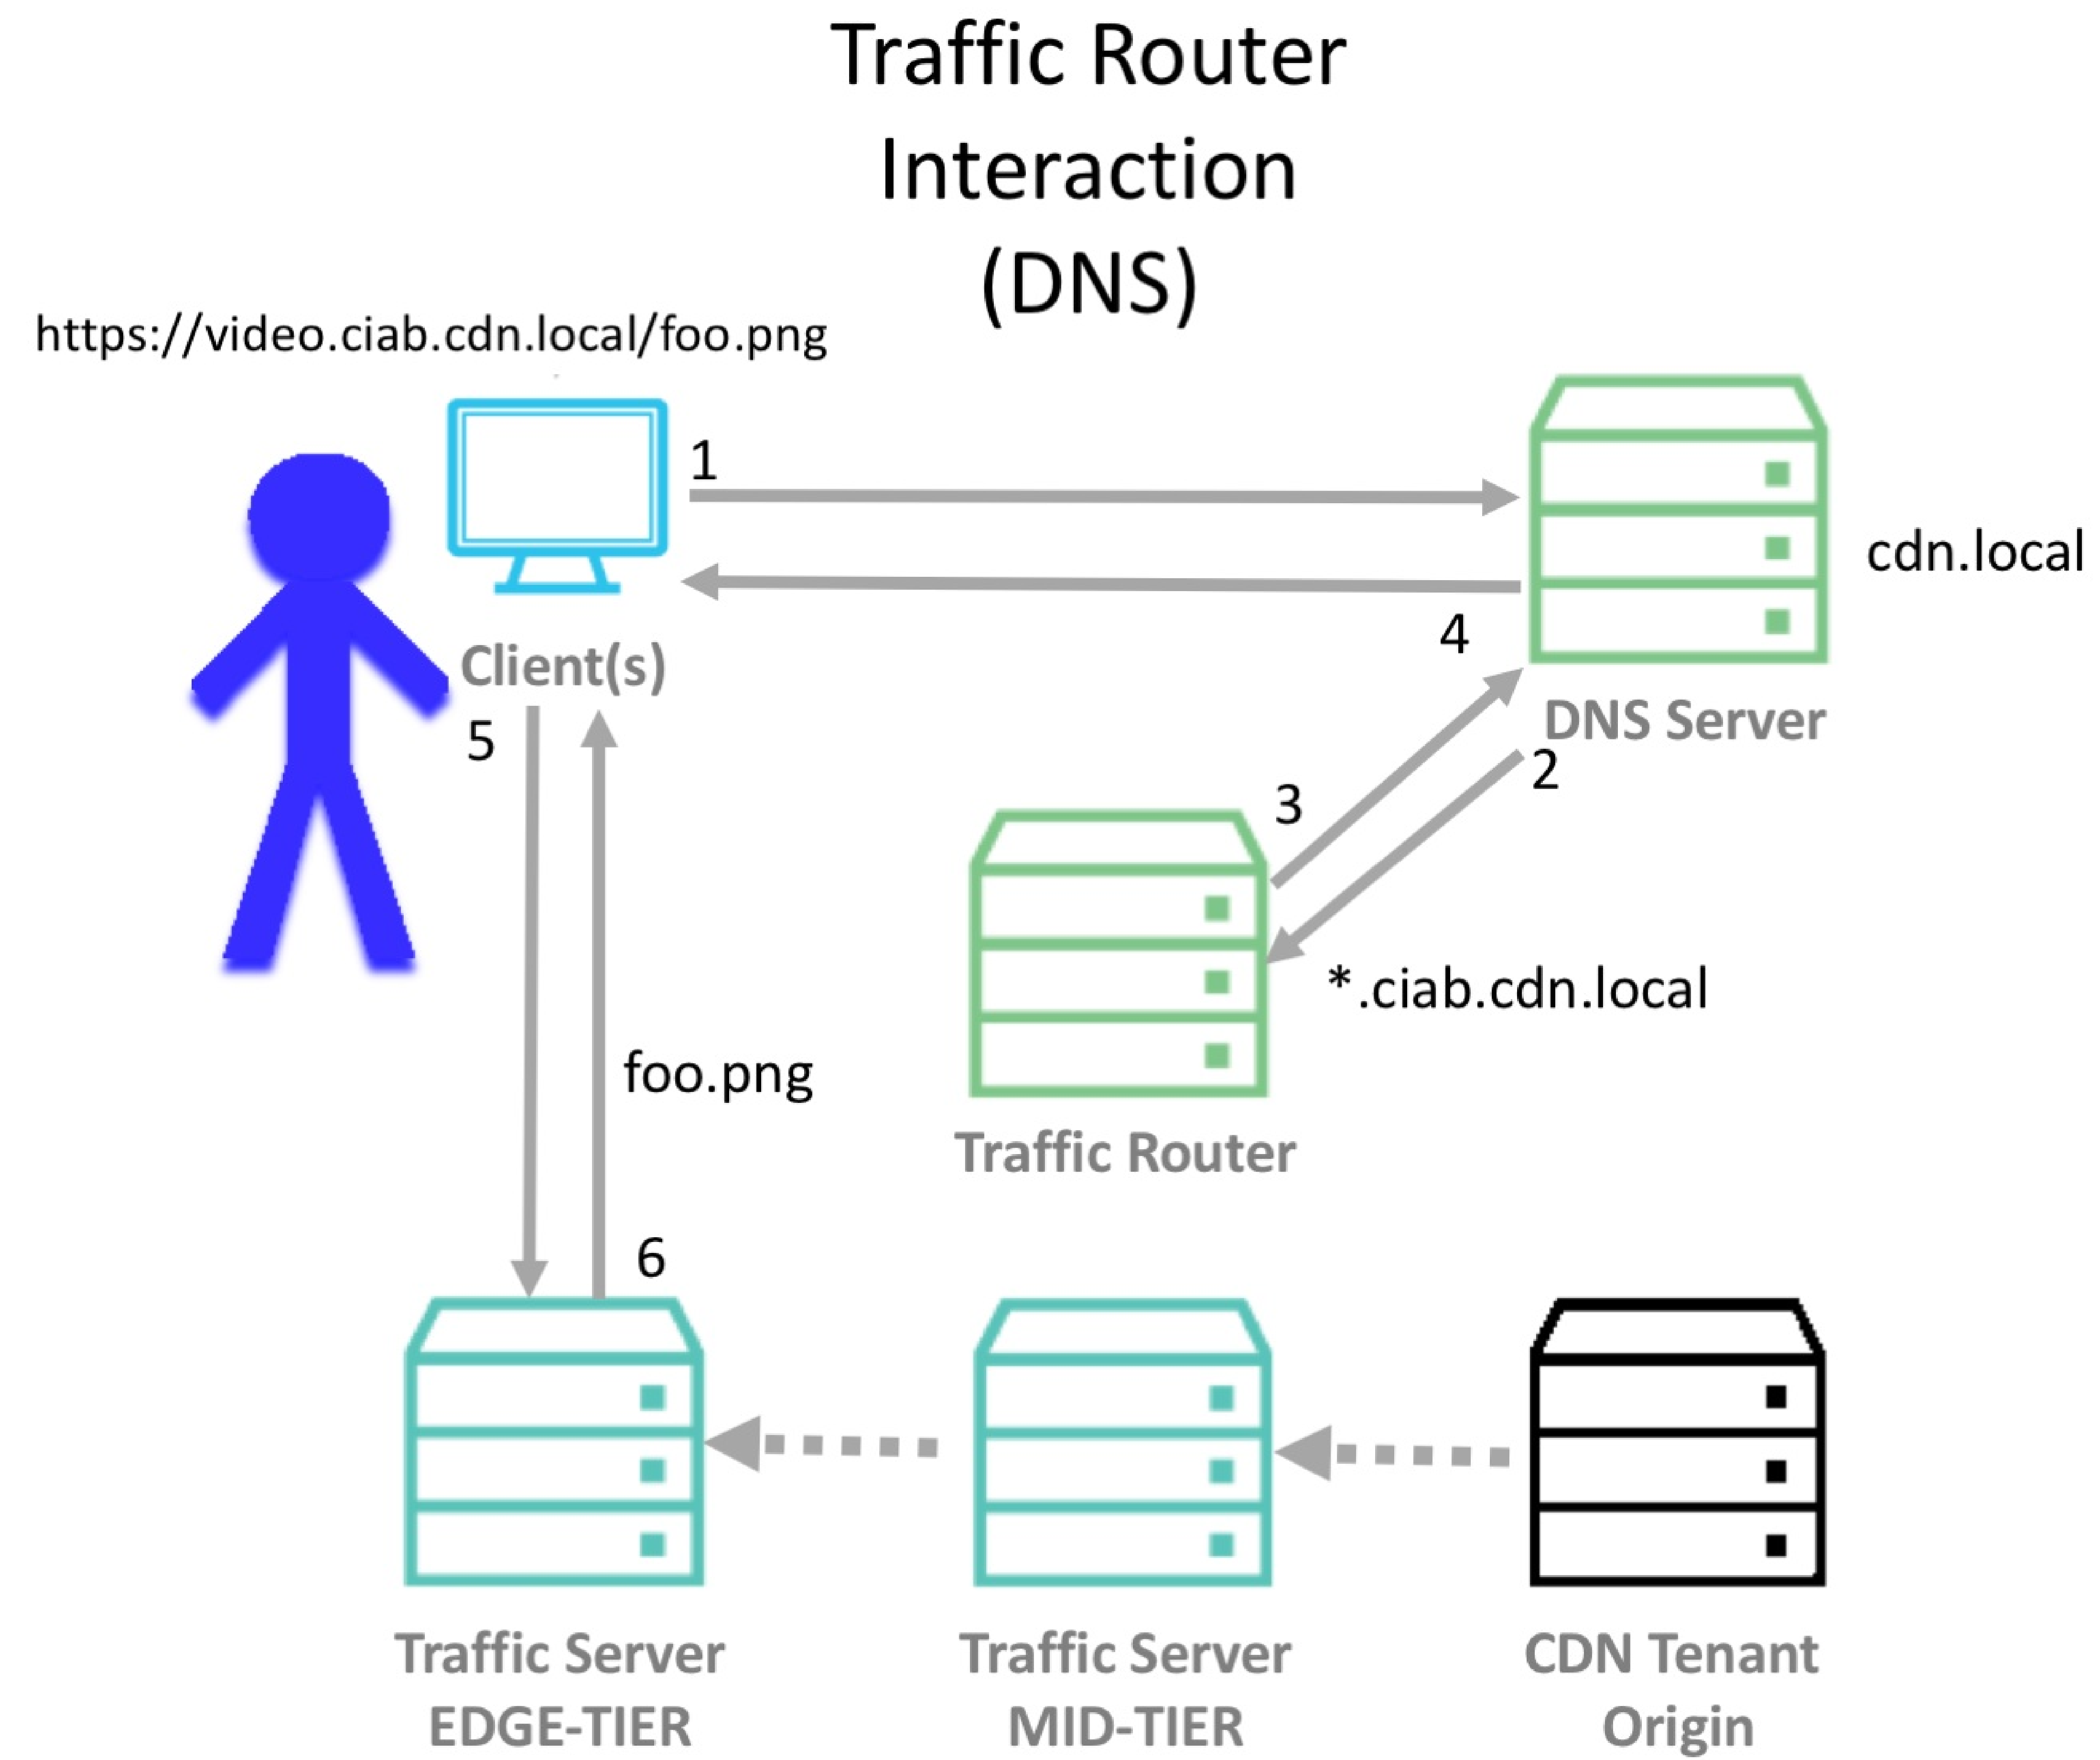 Traffic Router
Interaction
(DNS)
https://video.ciab.cdn.local/foo.png
1
cdn.local
4
Client(s)
5
DNS Server
2
3
*.ciab.cdn.local
foo.png
Traffic Router
6
Traffic Server
EDGE-TIER
Traffic Server
MID-TIER
CDN Tenant
Origin